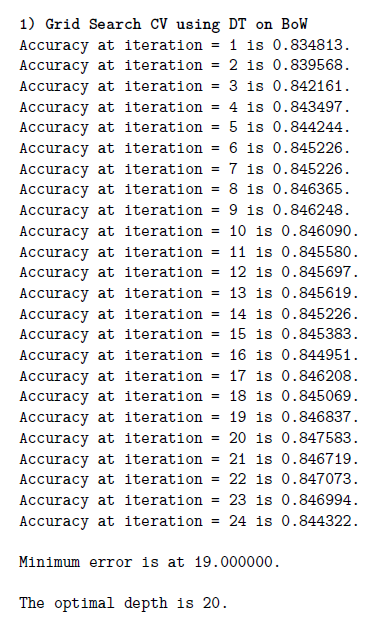 1) Grid Search CV using DT on BoW
Accuracy at iteration = 1 is 0.834813.
Accuracy at iteration = 2 is 0.839568.
Accuracy at iteration = 3 is 0.842161.
Accuracy at iteration = 4 is 0.843497.
Accuracy at iteration = 5 is 0.844244.
Accuracy at iteration = 6 is 0.845226.
Accuracy at iteration = 7 is 0.845226.
Accuracy at iteration = 8 is 0.846365.
Accuracy at iteration = 9 is 0.846248.
Accuracy at iteration = 10 is 0.846090.
Accuracy at iteration = 11 is 0.845580.
Accuracy at iteration = 12 is 0.845697.
Accuracy at iteration = 13 is 0.845619.
Accuracy at iteration = 14 is 0.845226.
Accuracy at iteration = 15 is 0.845383.
Accuracy at iteration = 16 is 0.844951.
Accuracy at iteration = 17 is 0.846208.
Accuracy at iteration = 18 is 0.845069.
Accuracy at iteration = 19 is 0.846837.
Accuracy at iteration = 20 is 0.847583.
Accuracy at iteration = 21 is 0.846719.
Accuracy at iteration = 22 is 0.847073.
Accuracy at iteration = 23 is 0.846994.
Accuracy at iteration = 24 is 0.844322.
Minimum error is at 19.000000.
The optimal depth is 20.